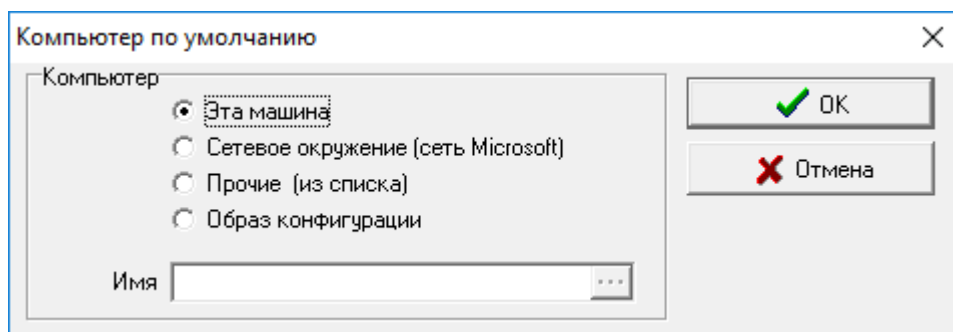 Компьютер по умолчанию
Компьютер
Эта машина
Сетевое окружение (сеть Microsoft)
Прочие (из списка)
Образ конфигурации
Имя
...
OK
Отмена